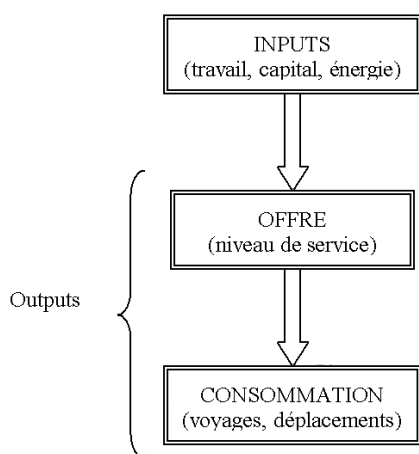 INPUTS
(travail, capital, énergie)
OFFRE
(niveau de service)
Outputs
CONSOMMATION
(voyages, déplacements)